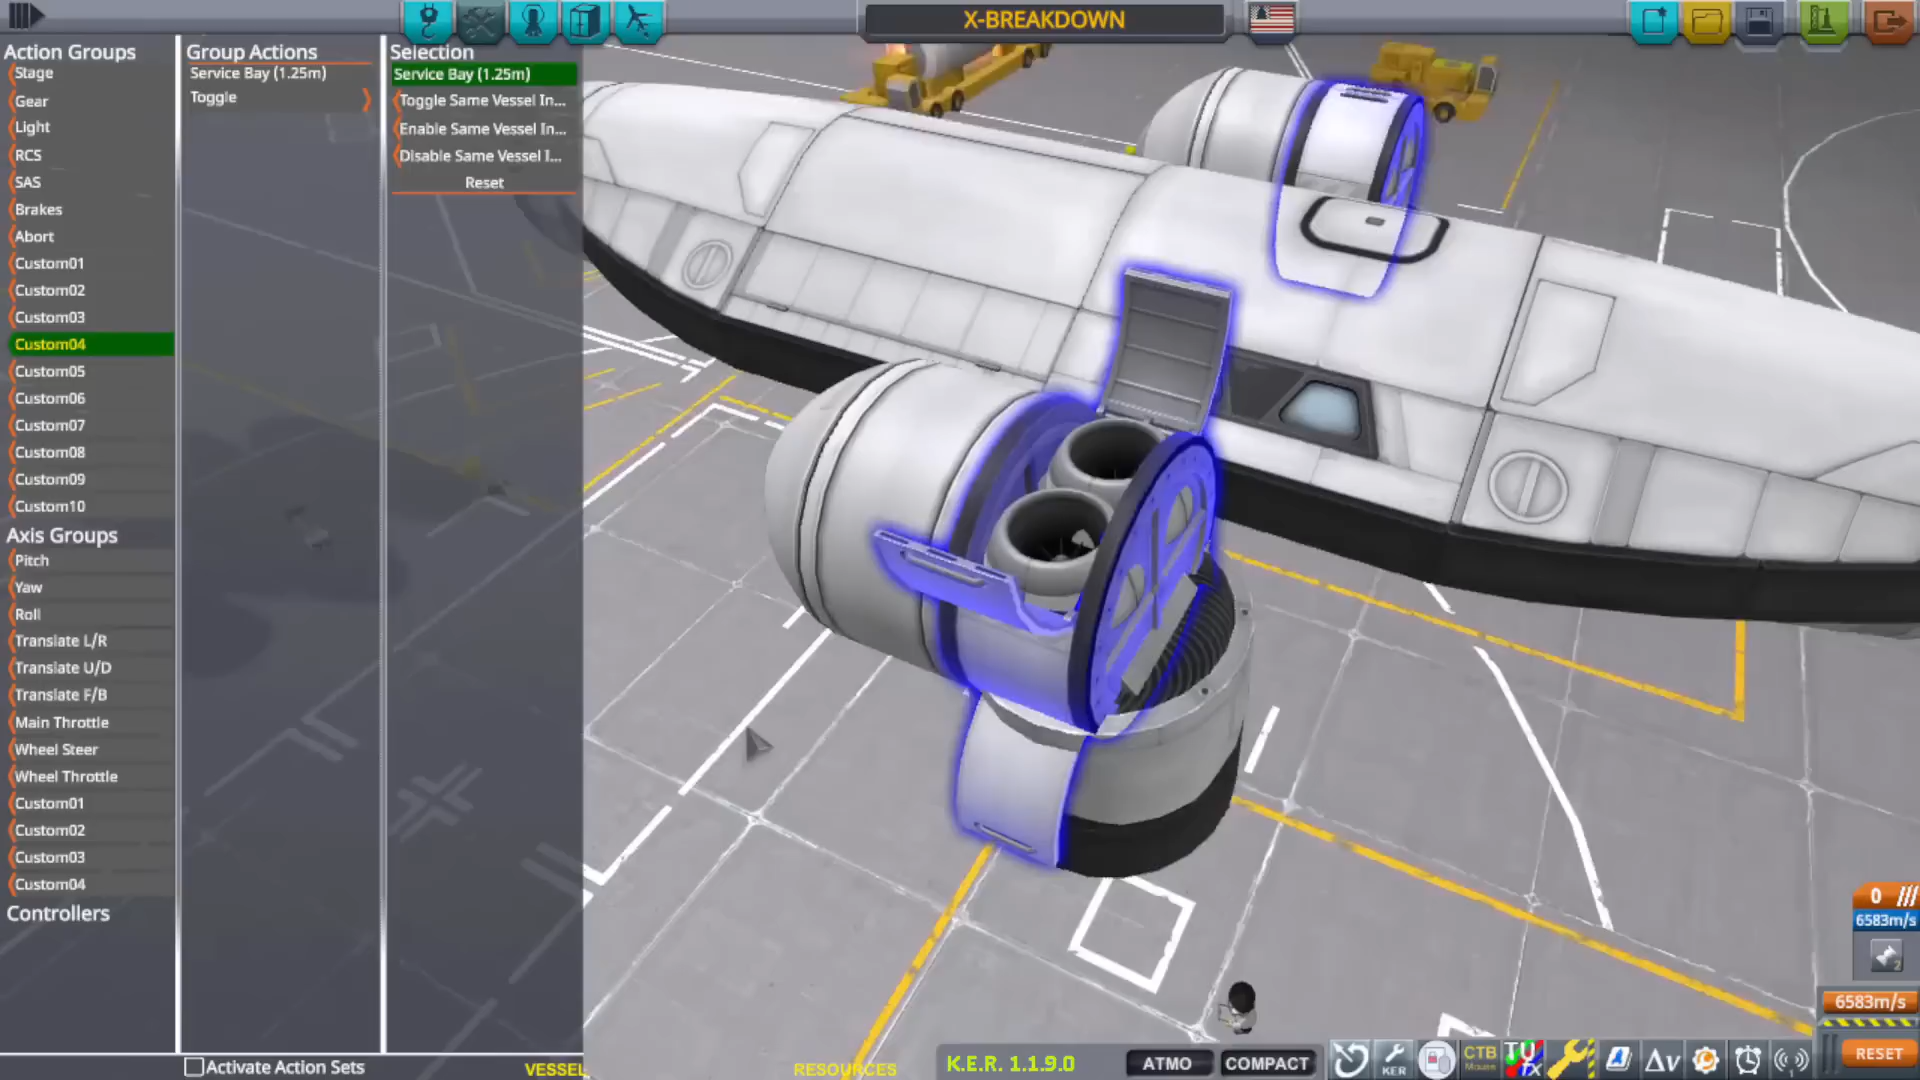 X-BREAKDOWN
Action Groups
Stage
Gear
Light
RCS
SAS
Brakes
Abort
Custom01
Custom02
Custom03
Custom04
Custom05
Custom06
Custom07
Custom08
Custom09
Custom10
Axis Groups
Pitch
Yaw
Roll
Translate L/R
Translate U/D
Translate F/B
Main Throttle
Wheel Steer
Wheel Throttle
Custom01
Custom02
Custom03
Custom04
Controllers
Group Actions
Service Bay (1.25m)
Toggle
Selection
Service Bay (1.25m)
Toggle Same Vessel In...
Enable Same Vessel In...
Disable Same Vessel I...
Reset
0
6583m/s
2
6583m/s
Activate Action Sets
VESSEL
RESOURCES
K.E.R. 1.1.9.0
ATMO
COMPACT
KER
CTB
Mouse
TU
fx
Δv
RESET